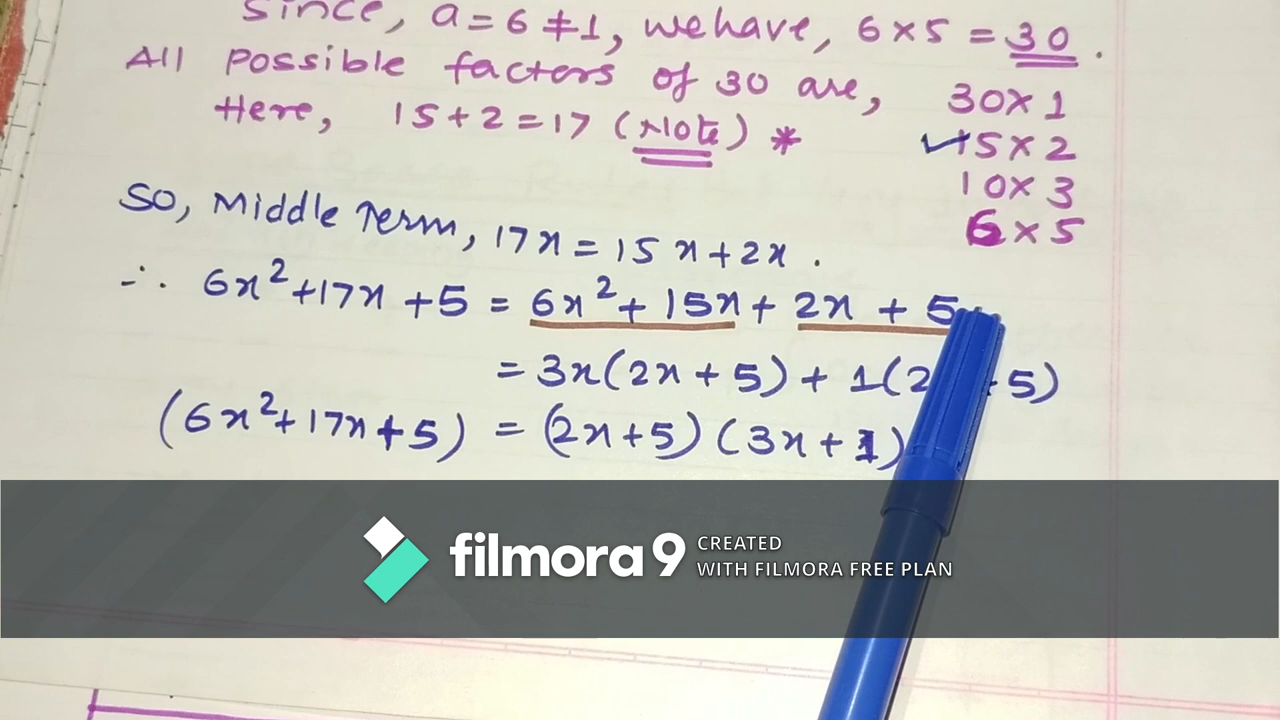 since, a = 6 ≠ 1, we have, 6 × 5 = 30 .
All possible factors of 30 are,
30 × 1
Here, 15 + 2 = 17 (Note) *
✓15 × 2
10 × 3
6 × 5
So, Middle Term, 17x = 15x + 2x .
∴ 6x² + 17x + 5 = 6x² + 15x + 2x + 5
= 3x(2x + 5) + 1(2 + 5)
(6x² + 17x + 5) = (2x + 5) (3x + 1)
filmora 9
CREATED
WITH FILMORA FREE PLAN